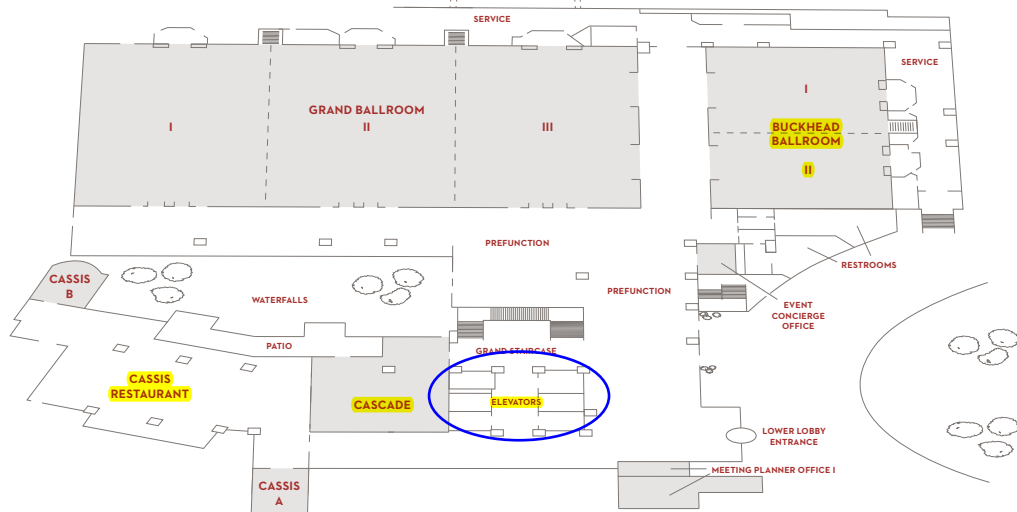 SERVICE
SERVICE
GRAND BALLROOM
I
II
III
I
BUCKHEAD
BALLROOM
II
PREFUNCTION
PREFUNCTION
RESTROOMS
CASSIS
B
WATERFALLS
EVENT
CONCIERGE
OFFICE
PATIO
GRAND STAIRCASE
CASSIS
RESTAURANT
CASCADE
ELEVATORS
LOWER LOBBY
ENTRANCE
MEETING PLANNER OFFICE I
CASSIS
A